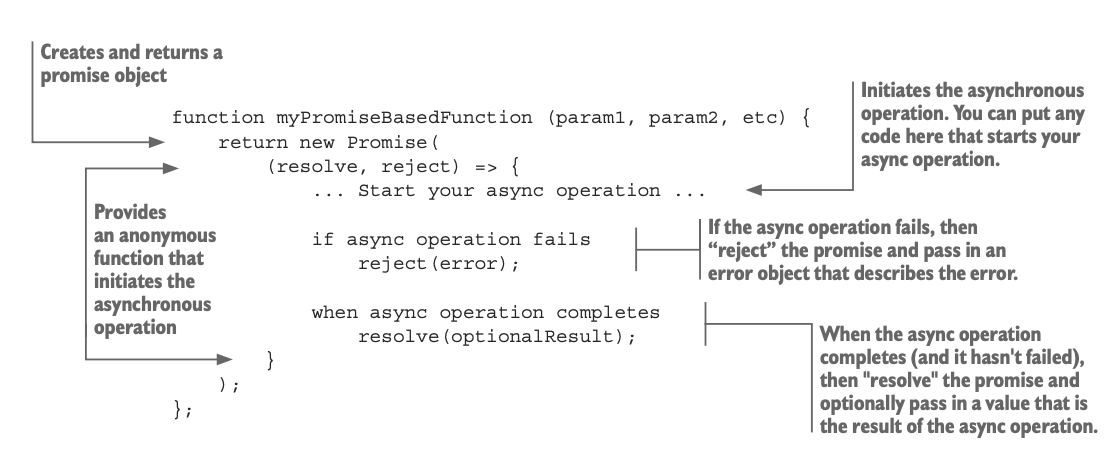 Creates and returns a
promise object
Initiates the asynchronous
operation. You can put any
code here that starts your
async operation.
function myPromiseBasedFunction (param1, param2, etc) {
return new Promise(
(resolve, reject) => {
... Start your async operation ...
Provides
an anonymous
function that
initiates the
asynchronous
operation
if async operation fails
reject(error);
If the async operation fails, then
“reject” the promise and pass in an
error object that describes the error.
when async operation completes
resolve(optionalResult);
When the async operation
completes (and it hasn't failed),
then "resolve" the promise and
optionally pass in a value that is
the result of the async operation.
}
);
};